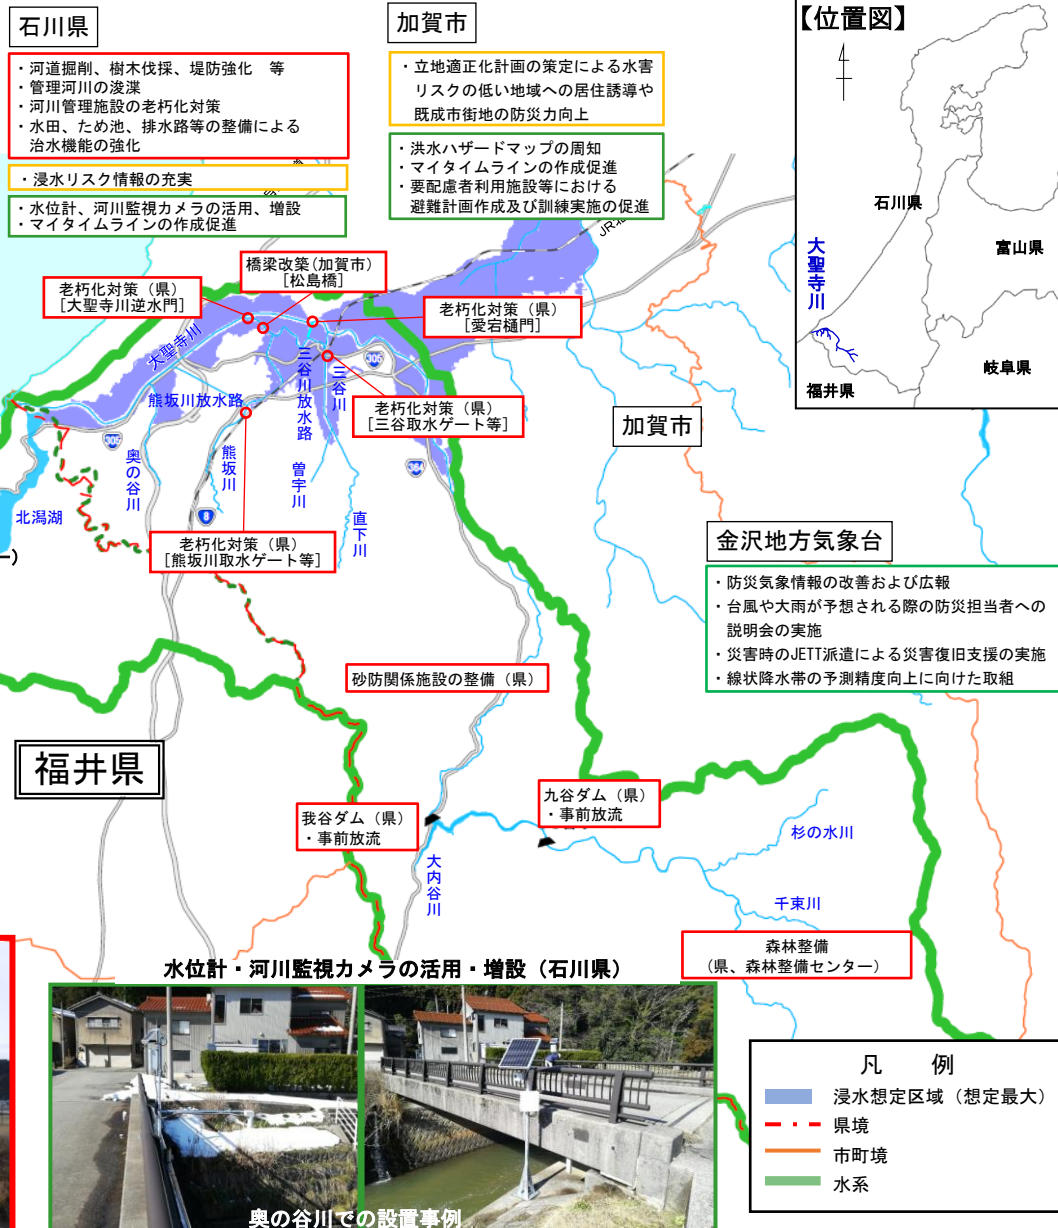 石川県
・河道掘削、樹木伐採、堤防強化　等
・管理河川の浚渫
・河川管理施設の老朽化対策
・水田、ため池、排水路等の整備による
治水機能の強化
・浸水リスク情報の充実
・水位計、河川監視カメラの活用、増設
・マイタイムラインの作成促進
加賀市
・立地適正化計画の策定による水害
リスクの低い地域への居住誘導や
既成市街地の防災力向上
・洪水ハザードマップの周知
・マイタイムラインの作成促進
・要配慮者利用施設等における
避難計画作成及び訓練実施の促進
【位置図】
石川県
富山県
大聖寺川
岐阜県
福井県
橋梁改築(加賀市)
[松島橋]
老朽化対策（県）
[大聖寺川逆水門]
老朽化対策（県）
[愛宕樋門]
大聖寺川
305
三谷川放水路
三谷川
熊坂川放水路
老朽化対策（県）
[三谷取水ゲート等]
加賀市
305
奥の谷川
熊坂川
曽宇川
364
直下川
北潟湖
8
老朽化対策（県）
[熊坂川取水ゲート等]
金沢地方気象台
・防災気象情報の改善および広報
・台風や大雨が予想される際の防災担当者への
説明会の実施
・災害時のJETT派遣による災害復旧支援の実施
・線状降水帯の予測精度向上に向けた取組
砂防関係施設の整備（県）
福井県
我谷ダム（県）
・事前放流
九谷ダム（県）
・事前放流
杉の水川
大内谷川
千束川
森林整備
（県、森林整備センター）
水位計・河川監視カメラの活用・増設（石川県）
奥の谷川での設置事例
凡　例
浸水想定区域（想定最大）
県境
市町境
水系